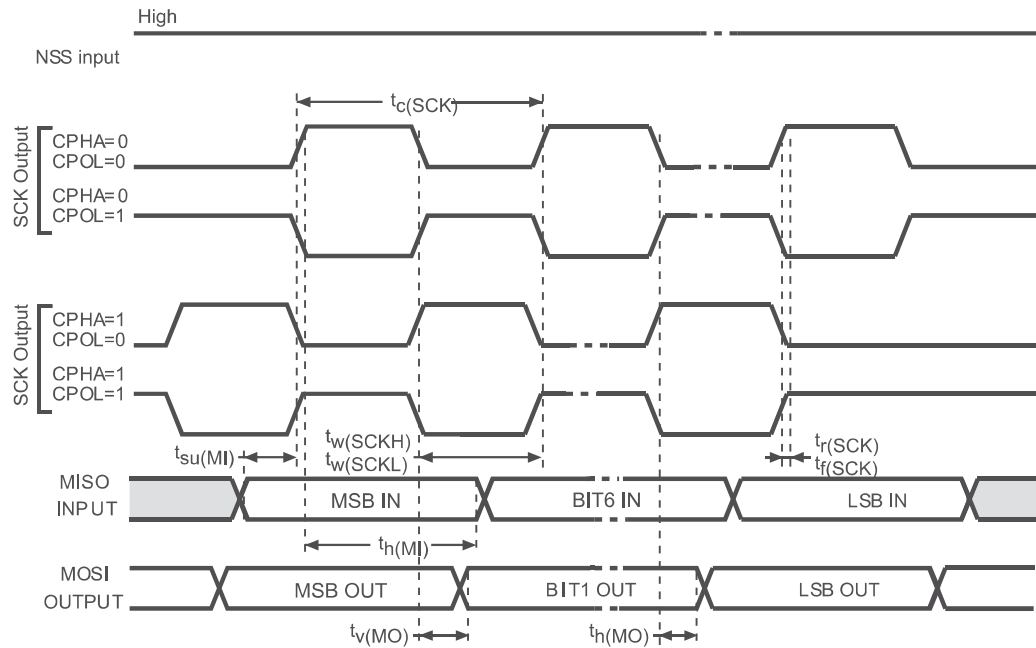 High
NSS input
tc(SCK)
SCK Output
CPHA=0
CPOL=0
CPHA=0
CPOL=1
SCK Output
CPHA=1
CPOL=0
CPHA=1
CPOL=1
tsu(MI)
tw(SCKH)
tw(SCKL)
tr(SCK)
tf(SCK)
MISO
INPUT
MSB IN
BIT6 IN
LSB IN
th(MI)
MOSI
OUTPUT
MSB OUT
BIT1 OUT
LSB OUT
tv(MO)
th(MO)